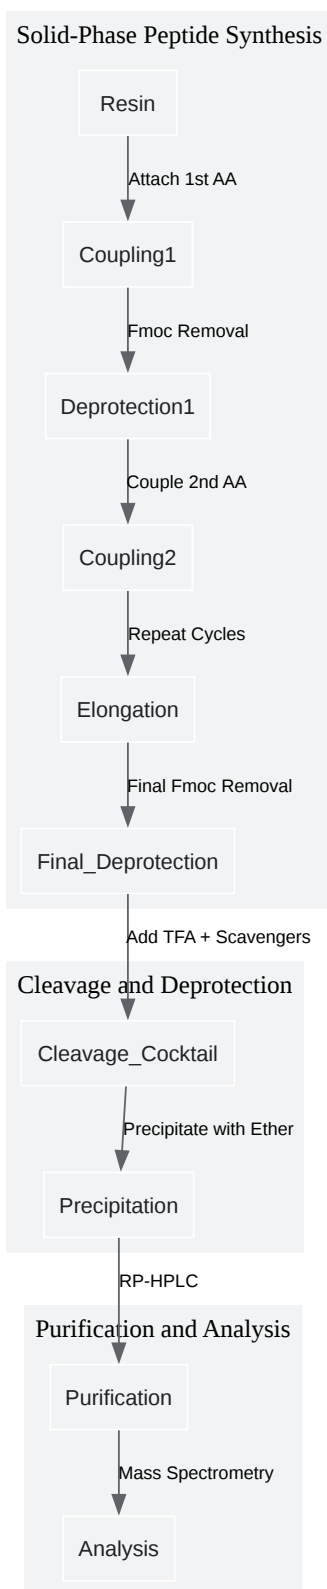 Solid-Phase Peptide Synthesis
Resin
Attach 1st AA
Coupling1
Fmoc Removal
Deprotection1
Couple 2nd AA
Coupling2
Repeat Cycles
Elongation
Final Fmoc Removal
Final_Deprotection
Add TFA + Scavengers
Cleavage and Deprotection
Cleavage_Cocktail
Precipitate with Ether
Precipitation
RP-HPLC
Purification and Analysis
Purification
Mass Spectrometry
Analysis